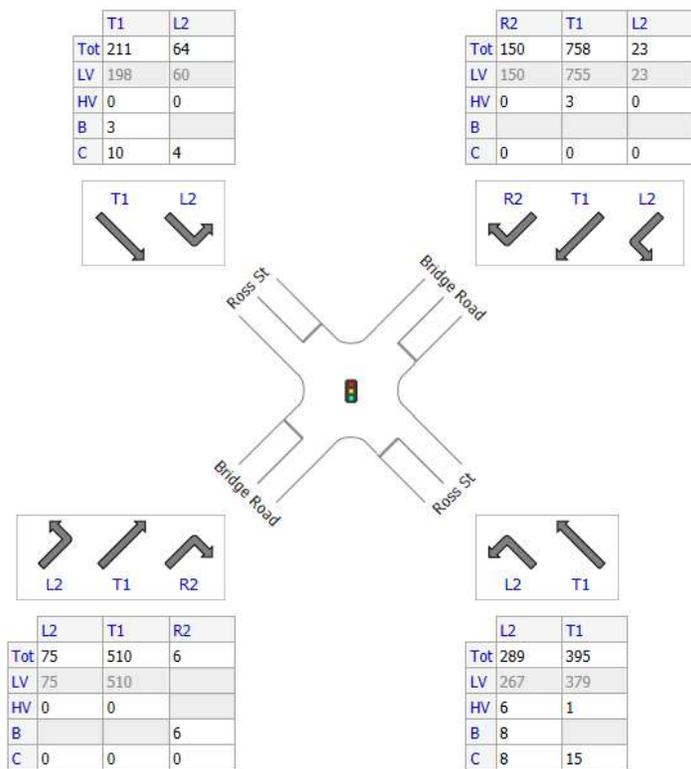 T1 L2
Tot 211 64
LV 198 60
HV 0 0
B 3
C 10 4
R2 T1 L2
Tot 150 758 23
LV 150 755 23
HV 0 3 0
B
C 0 0 0
T1 L2
R2 T1 L2
Ross St
Bridge Road
Bridge Road
Ross St
L2 T1 R2
L2 T1
L2 T1 R2
Tot 75 510 6
LV 75 510
HV 0 0
B 6
C 0 0 0
L2 T1
Tot 289 395
LV 267 379
HV 6 1
B 8
C 8 15